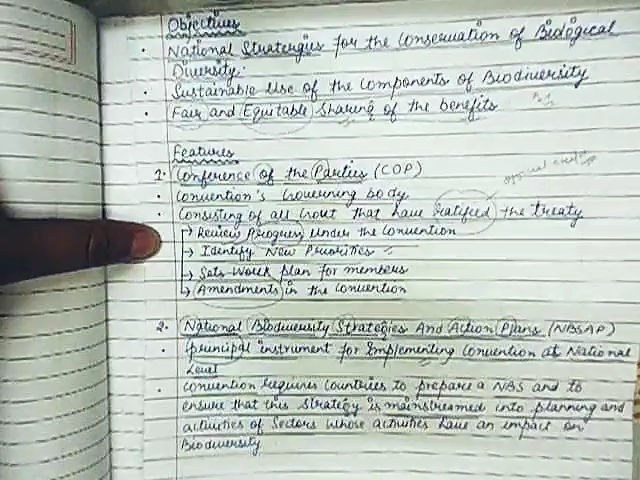 Objectives
• National Strategies for the Conservation of Biological
Diversity.
• Sustainable Use of the Components of Biodiversity
• Fair and Equitable Sharing of the benefits
Features
1. Conference of the Parties (COP)
• Convention's Governing body
• Consisting of all Govt that have ratified the treaty
→ Review Progress Under the Convention
→ Identify New Priorities
→ Sets Work plan for members
→ Amendments in the Convention
2. National Biodiversity Strategies And Action Plans (NBSAP)
• principal instrument for Implementing Convention at National
Level
• Convention requires countries to prepare a NBS and to
ensure that this Strategy is mainstreamed into planning and
activities of Sectors whose activities have an impact on
Biodiversity